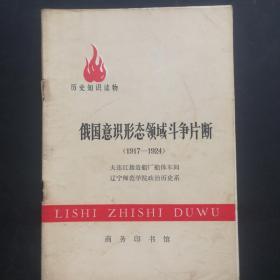 历史知识读物
俄国意识形态领域斗争片断
（1917—1924）
大连红旗造船厂船体车间
辽宁师范学院政治历史系
LISHI ZHISHI DUWU
商务印书馆